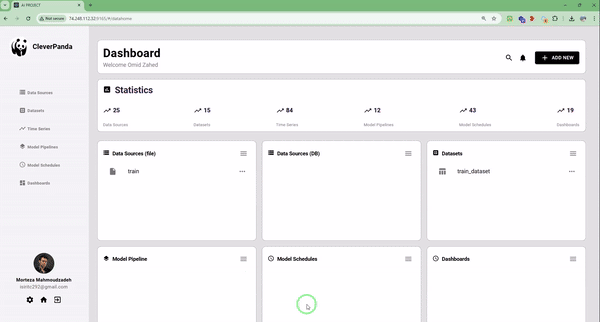 AI PROJECT
Not secure 74.248.112.32:9165/#/datahome
CleverPanda
Data Sources
Datasets
Time Series
Model Pipelines
Model Schedules
Dashboards
Morteza Mahmoudzadeh
isintc292@gmail.com
Dashboard
Welcome Omid Zahed
ADD NEW
Statistics
25
15
84
12
43
19
Data Sources
Datasets
Time Series
Model Pipelines
Model Schedules
Dashboards
Data Sources (file)
train
Data Sources (DB)
Datasets
train_dataset
Model Pipeline
Model Schedules
Dashboards